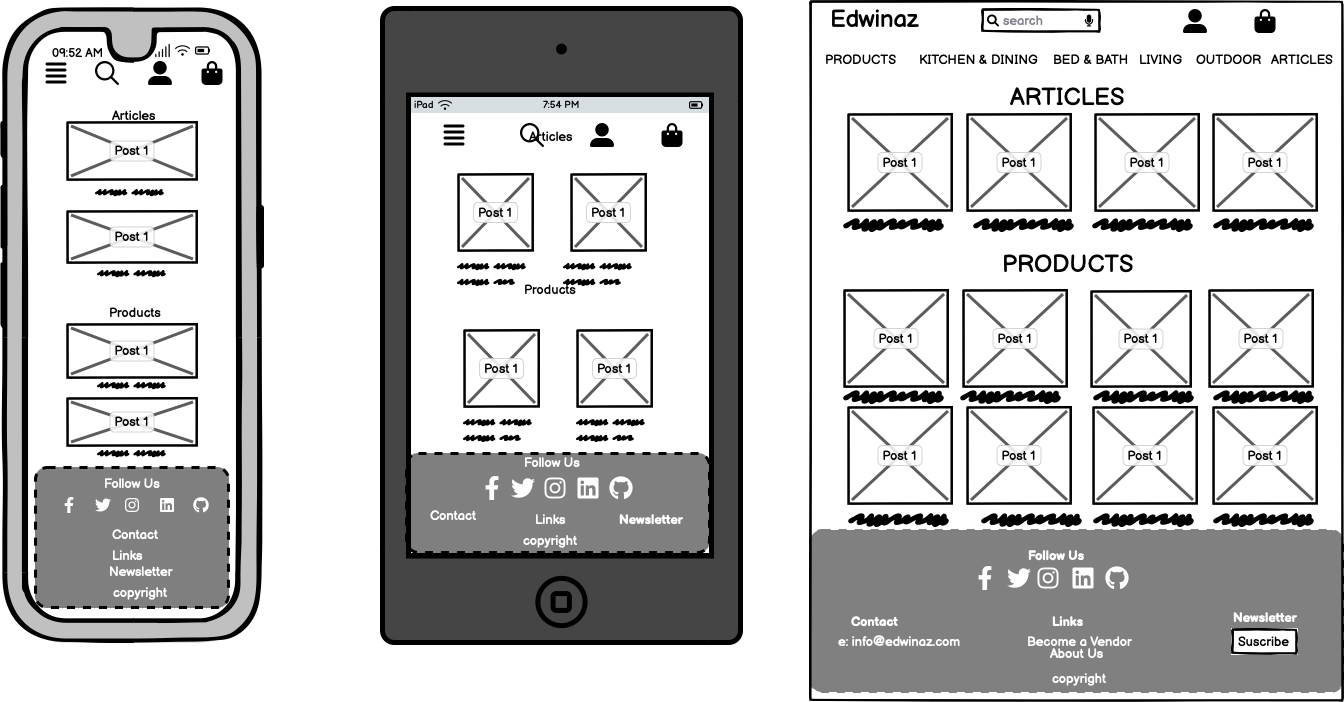 09:52 AM
Articles
Post 1
Post 1
Products
Post 1
Post 1
Follow Us
Contact
Links
Newsletter
copyright
iPad 7:54 PM
Articles
Post 1 Post 1
Products
Post 1 Post 1
Follow Us
Contact Links Newsletter
copyright
Edwinaz search
PRODUCTS KITCHEN & DINING BED & BATH LIVING OUTDOOR ARTICLES
ARTICLES
Post 1 Post 1 Post 1 Post 1
PRODUCTS
Post 1 Post 1 Post 1 Post 1
Post 1 Post 1 Post 1 Post 1
Follow Us
Contact Links Newsletter
e: info@edwinaz.com Become a Vendor Suscribe
About Us
copyright